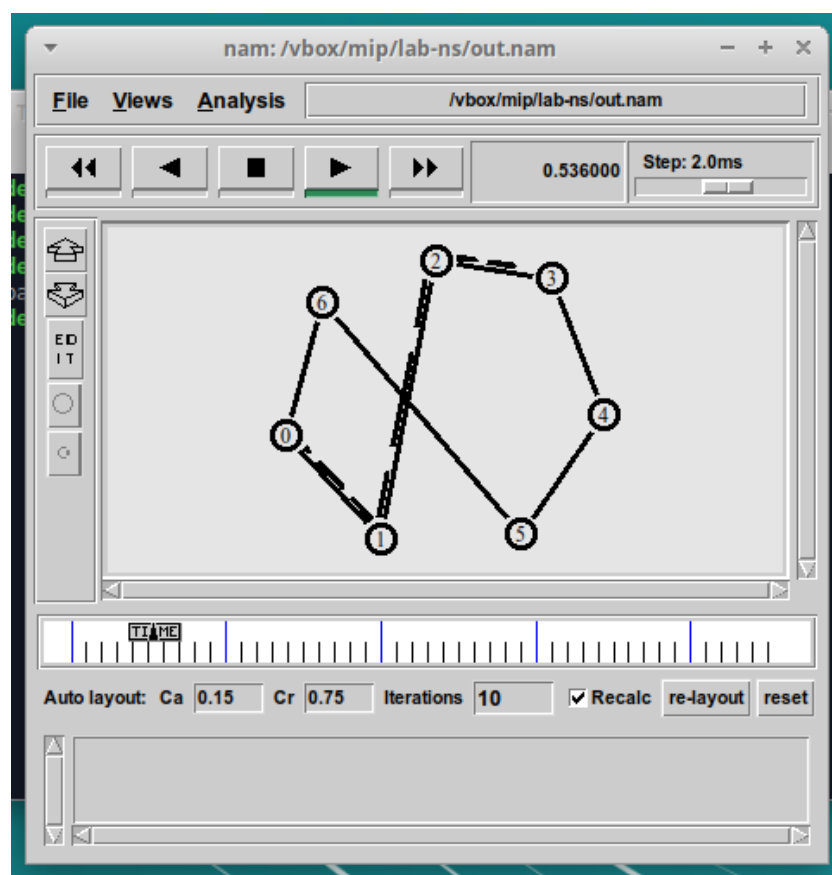 nam: /vbox/mip/lab-ns/out.nam
File Views Analysis /vbox/mip/lab-ns/out.nam
0.536000 Step: 2.0ms
ED
IT
2
3
6
4
0
5
1
TIME
Auto layout: Ca 0.15 Cr 0.75 Iterations 10 Recalc re-layout reset